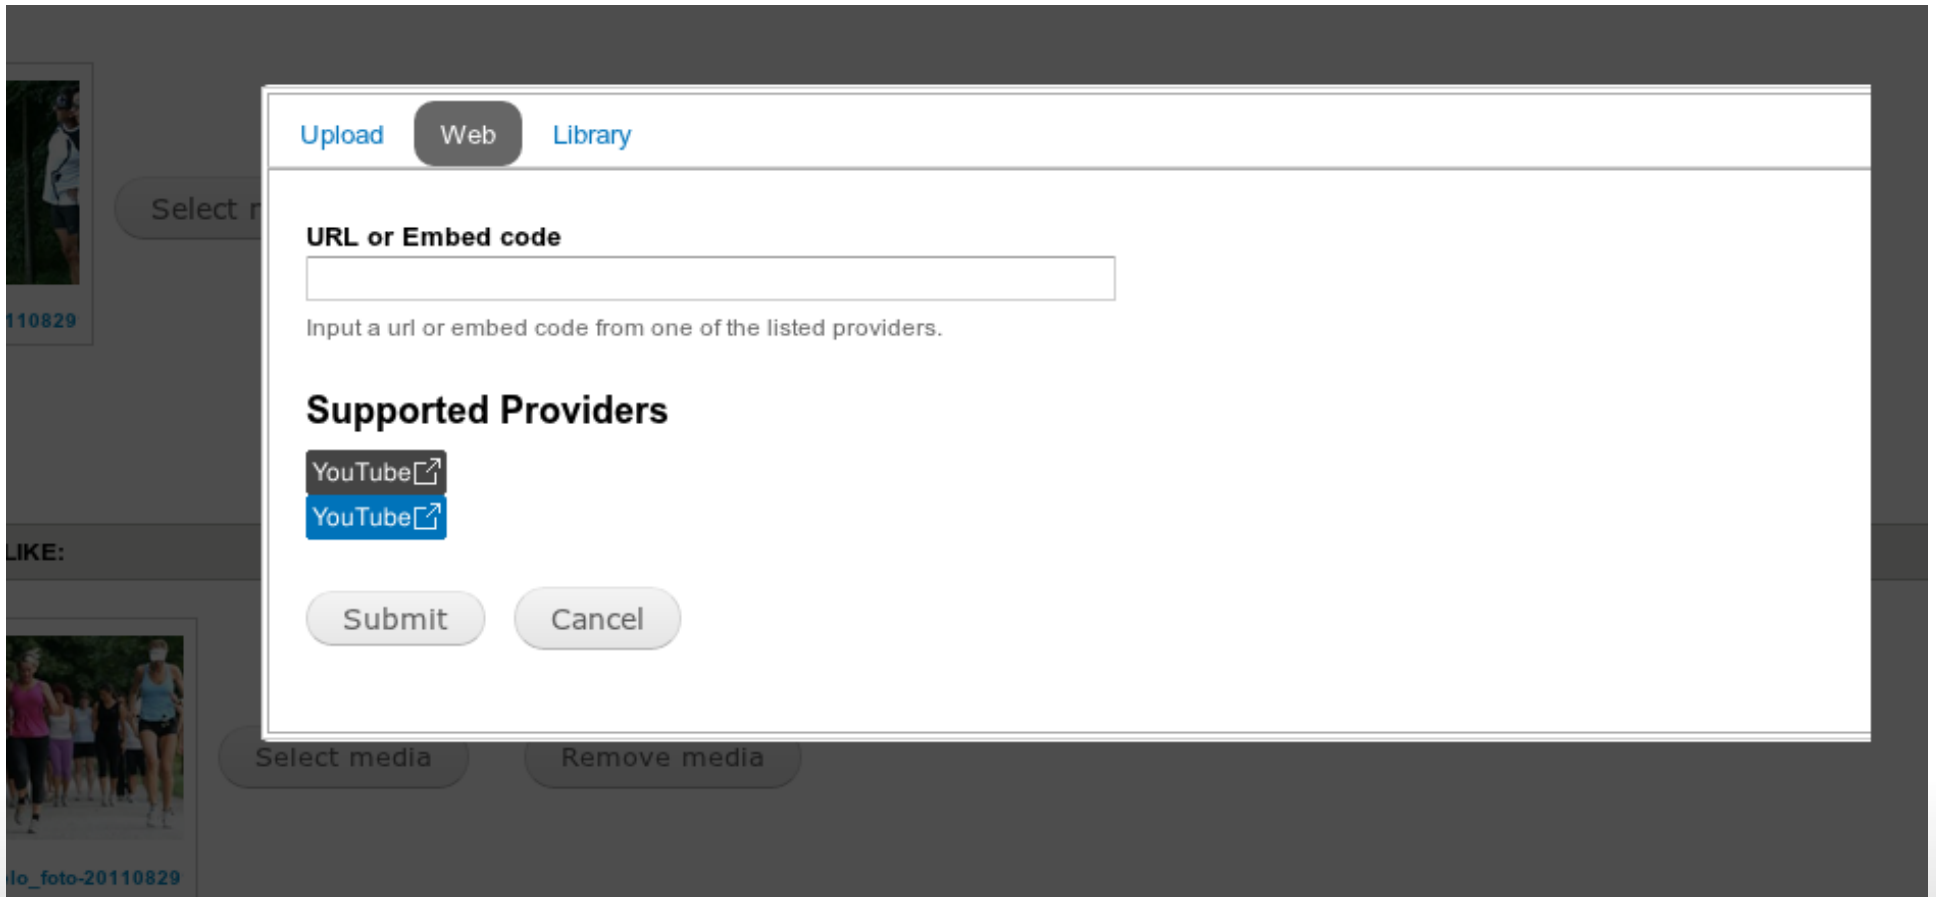 Upload Web Library
Select
URL or Embed code
110829
Input a url or embed code from one of the listed providers.
Supported Providers
YouTube
YouTube
LIKE:
Submit Cancel
Select media Remove media
lo_foto-20110829